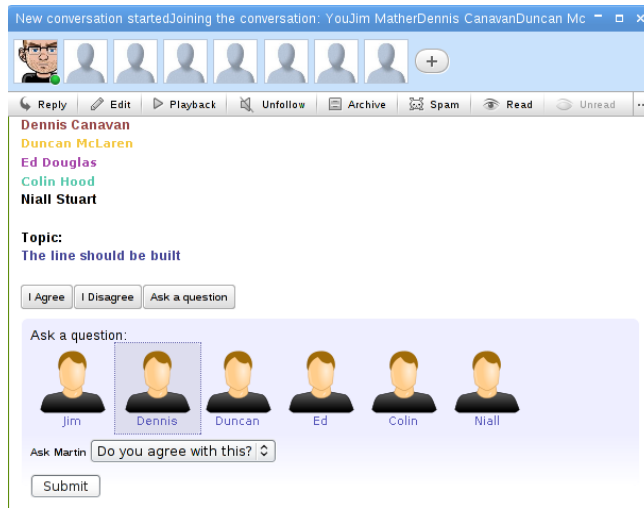 New conversation startedJoining the conversation: YouJim MatherDennis CanavanDuncan Mc
Reply Edit Playback Unfollow Archive Spam Read Unread
Dennis Canavan
Duncan McLaren
Ed Douglas
Colin Hood
Niall Stuart
Topic:
The line should be built
I Agree I Disagree Ask a question
Ask a question:
Jim Dennis Duncan Ed Colin Niall
Ask Martin Do you agree with this?
Submit